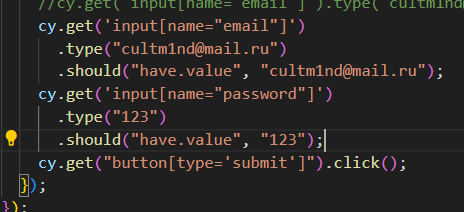 //cy.get('input[name="email"]').type("cultm1nd@
cy.get('input[name="email"]')
.type("cultm1nd@mail.ru")
.should("have.value", "cultm1nd@mail.ru");
cy.get('input[name="password"]')
.type("123")
.should("have.value", "123");
cy.get("button[type='submit']").click();
});
});